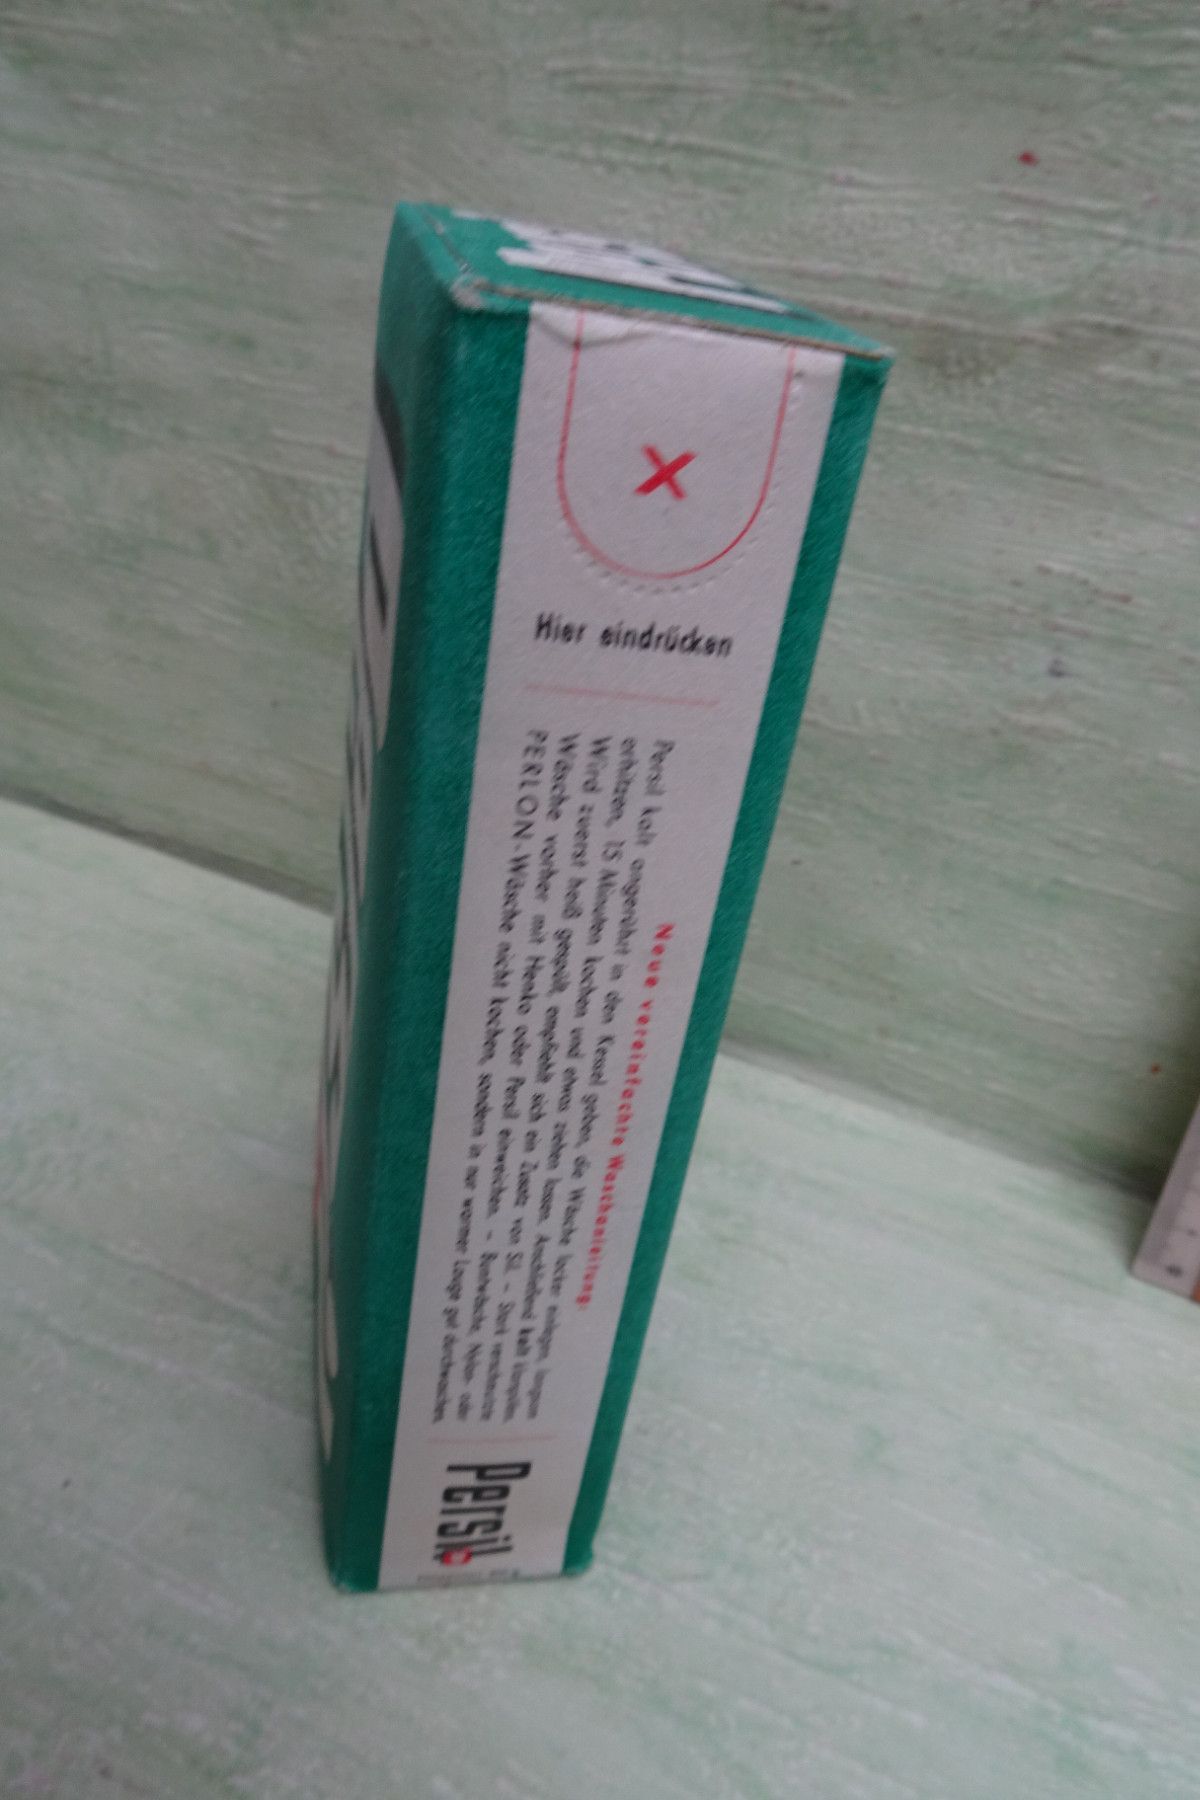 Hier eindrücken
Neue vereinfachte Waschanleitung:
Persil kalt angerührt in den Kessel geben, die Wäsche locker einlegen, langsam
erhitzen, 15 Minuten kochen und etwas ziehen lassen. Anschließend kalt überspülen.
Wird zuerst heiß gespült, empfiehlt sich ein Zusatz von Sil. – Stark verschmutzte
Wäsche vorher mit Henko oder Persil einweichen. – Buntwäsche, Nylon- oder
PERLON-Wäsche nicht kochen, sondern in nur warmer Lauge gut durchwaschen.
Persil